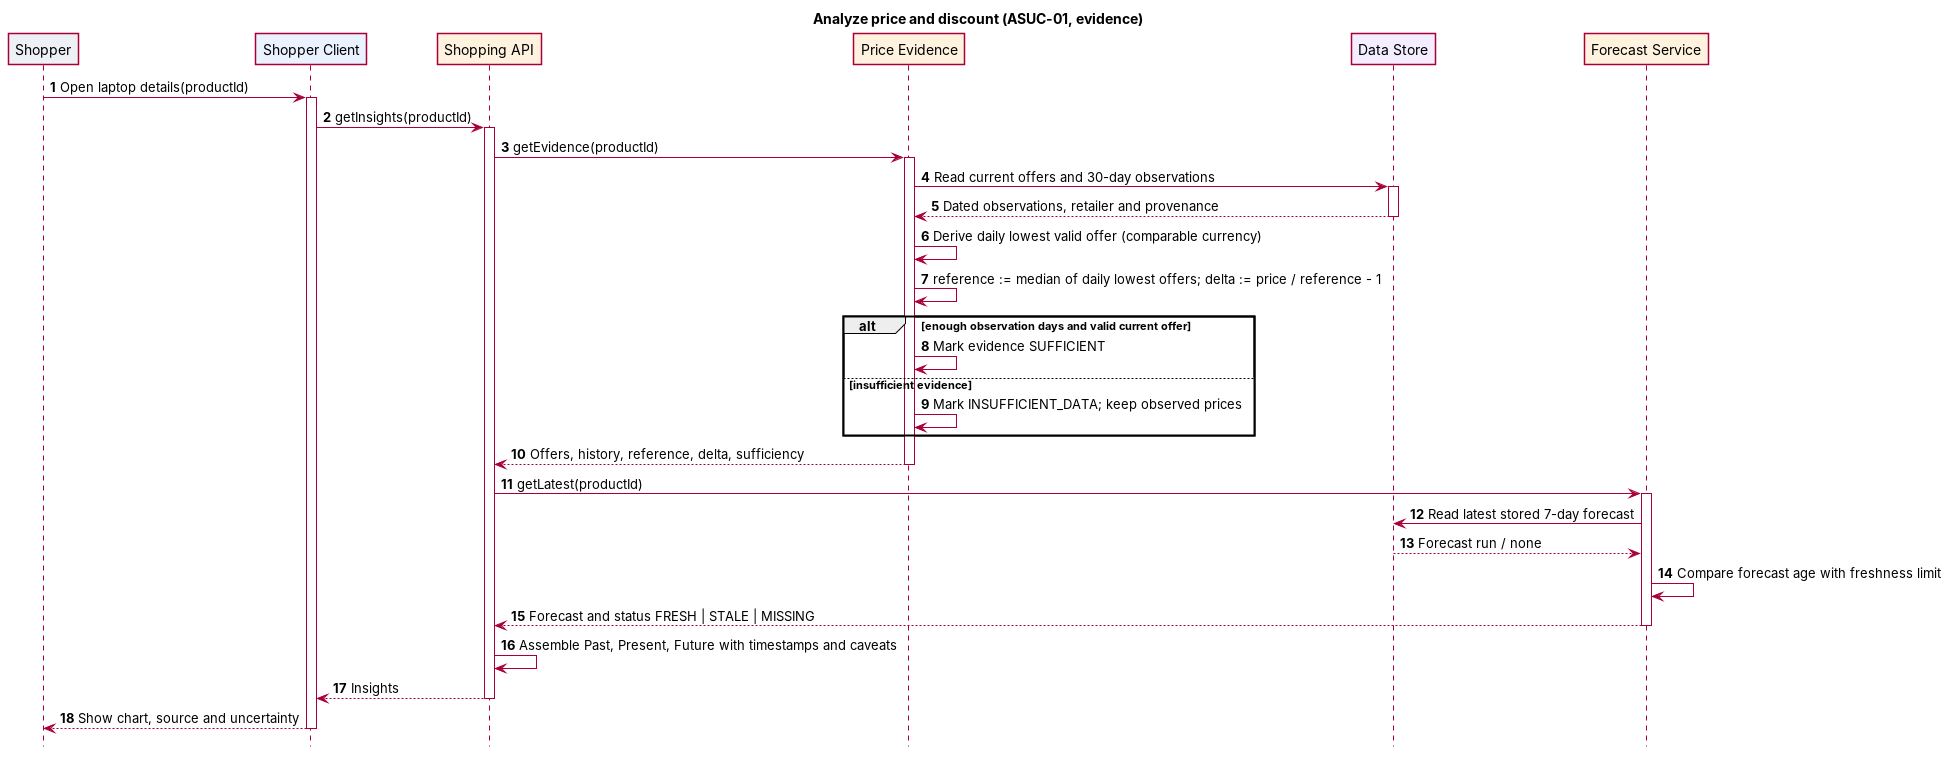 Analyze price and discount (ASUC-01, evidence)
Shopper
Shopper Client
Shopping API
Price Evidence
Data Store
Forecast Service
1 Open laptop details(productId)
2 getInsights(productId)
3 getEvidence(productId)
4 Read current offers and 30-day observations
5 Dated observations, retailer and provenance
6 Derive daily lowest valid offer (comparable currency)
7 reference := median of daily lowest offers; delta := price / reference - 1
alt
[enough observation days and valid current offer]
8 Mark evidence SUFFICIENT
[insufficient evidence]
9 Mark INSUFFICIENT_DATA; keep observed prices
10 Offers, history, reference, delta, sufficiency
11 getLatest(productId)
12 Read latest stored 7-day forecast
13 Forecast run / none
14 Compare forecast age with freshness limit
15 Forecast and status FRESH | STALE | MISSING
16 Assemble Past, Present, Future with timestamps and caveats
17 Insights
18 Show chart, source and uncertainty